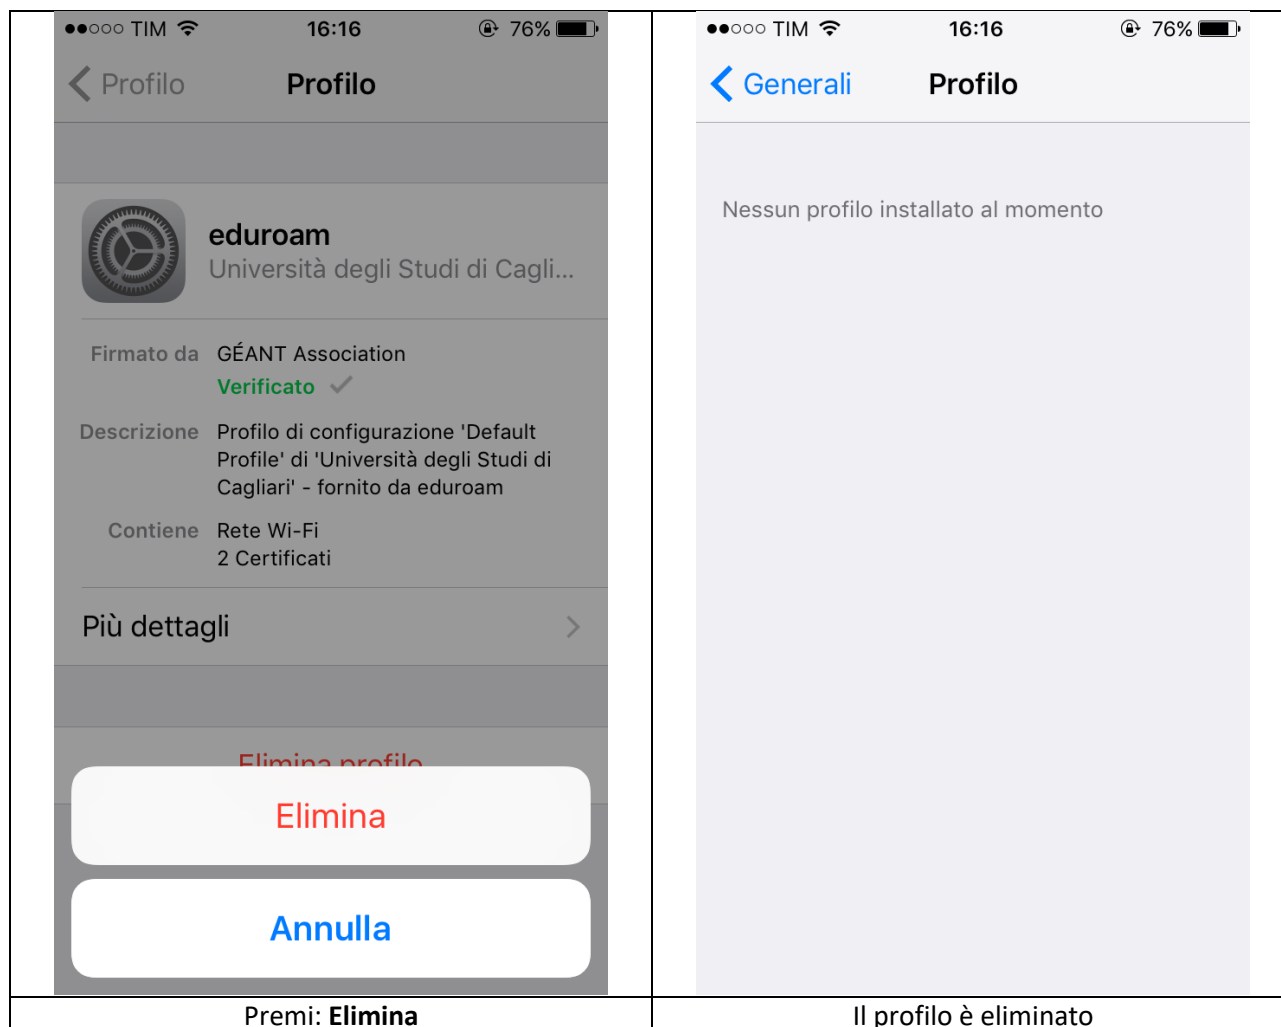 TIM 16:16 76%
Profilo Profilo
eduroam
Università degli Studi di Cagli...
Firmato da GÉANT Association
Verificato
Descrizione Profilo di configurazione 'Default
Profile' di 'Università degli Studi di
Cagliari' - fornito da eduroam
Contiene Rete Wi-Fi
2 Certificati
Più dettagli
Elimina profilo
Elimina
Annulla
Premi: Elimina
TIM 16:16 76%
Generali Profilo
Nessun profilo installato al momento
Il profilo è eliminato